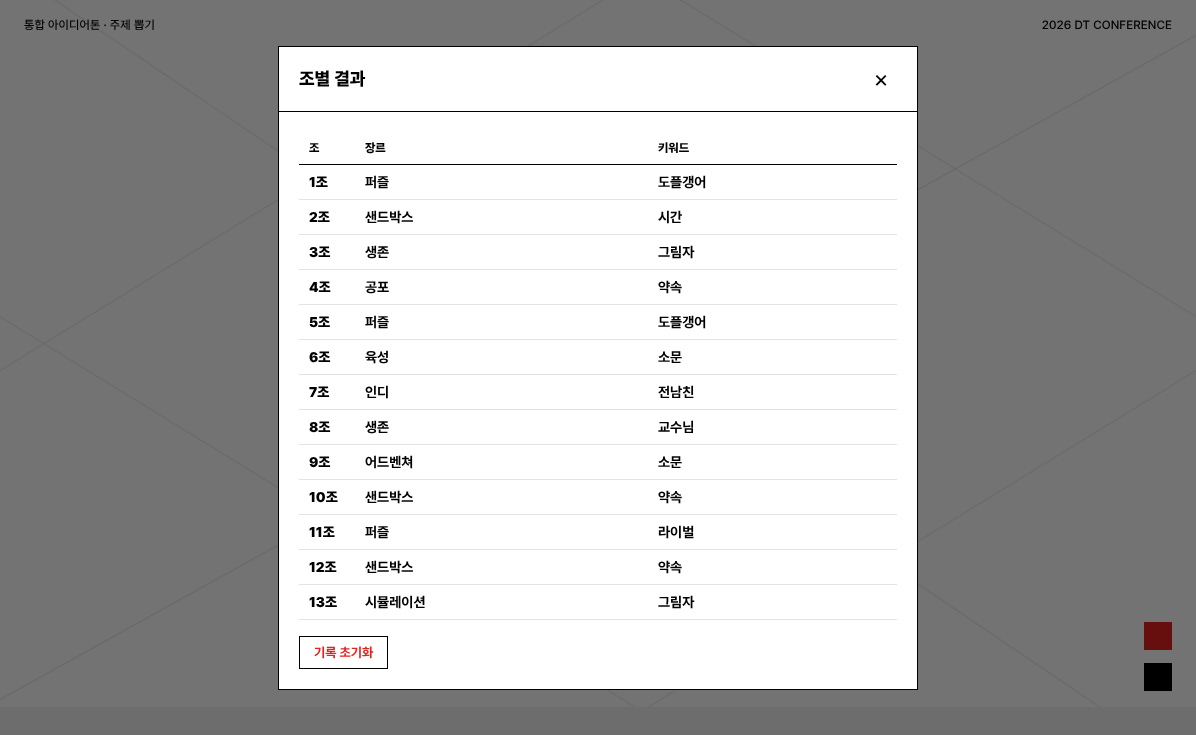 통합 아이디어톤 · 주제 뽑기
2026 DT CONFERENCE
조별 결과
조 장르 키워드
1조 퍼즐 도플갱어
2조 샌드박스 시간
3조 생존 그림자
4조 공포 약속
5조 퍼즐 도플갱어
6조 육성 소문
7조 인디 전남친
8조 생존 교수님
9조 어드벤쳐 소문
10조 샌드박스 약속
11조 퍼즐 라이벌
12조 샌드박스 약속
13조 시뮬레이션 그림자
기록 초기화